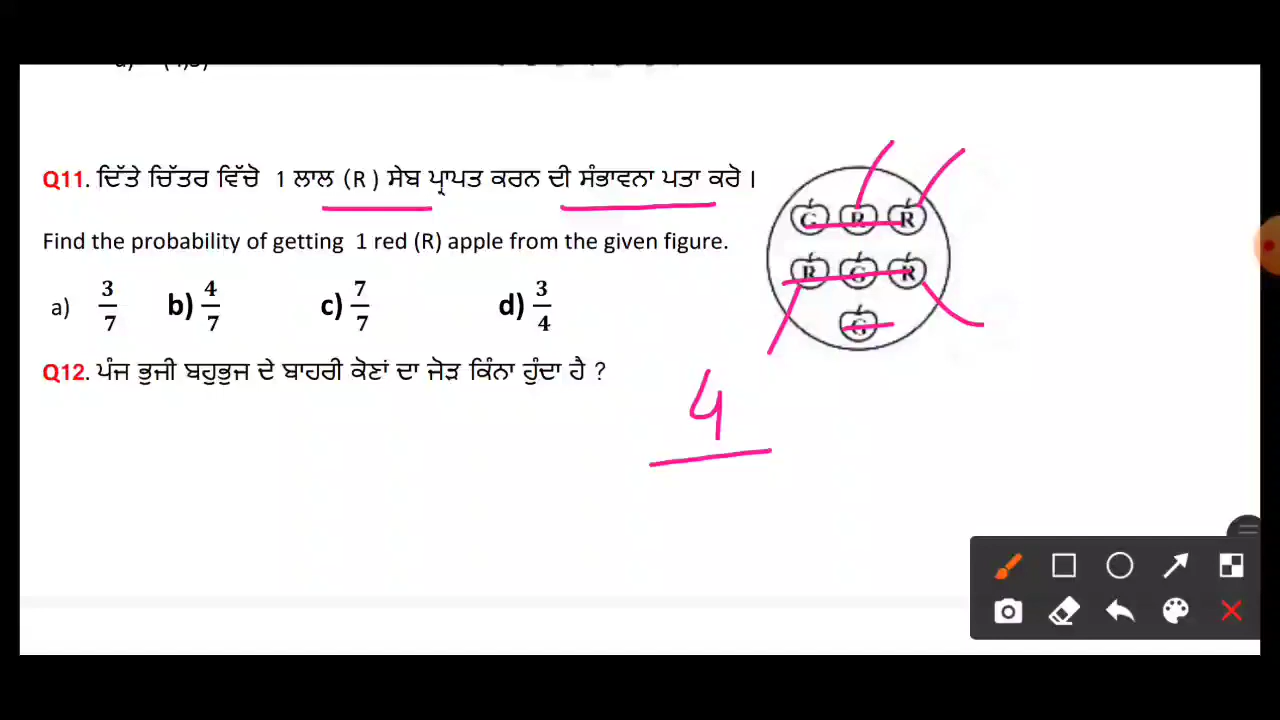 Q11. ਦਿੱਤੇ ਚਿੱਤਰ ਵਿੱਚੋ 1 ਲਾਲ (R ) ਸੇਬ ਪ੍ਰਾਪਤ ਕਰਨ ਦੀ ਸੰਭਾਵਨਾ ਪਤਾ ਕਰੋ ।
Find the probability of getting 1 red (R) apple from the given figure.
a) 3/7 b) 4/7 c) 7/7 d) 3/4
G R R
R G R
G
Q12. ਪੰਜ ਭੁਜੀ ਬਹੁਭੁਜ ਦੇ ਬਾਹਰੀ ਕੋਣਾਂ ਦਾ ਜੋੜ ਕਿੰਨਾ ਹੁੰਦਾ ਹੈ ?
4